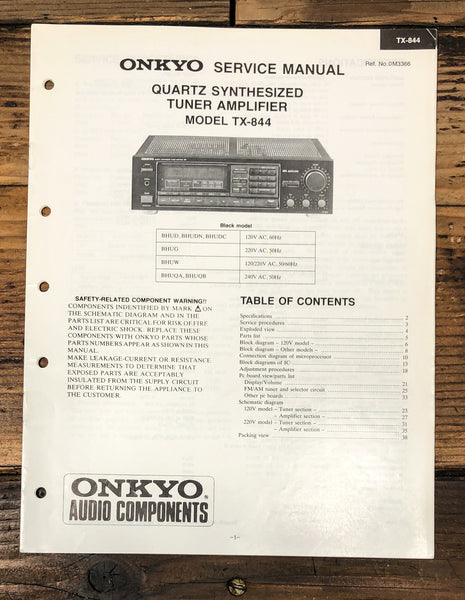 TX-844
ONKYO SERVICE MANUAL
Ref. No. 0M3366
QUARTZ SYNTHESIZED
TUNER AMPLIFIER
MODEL TX-844
ONKYO
Black model
BHUD, BHUDN, BHUDC 120V AC, 60Hz
BHUG 220V AC, 50Hz
BHUW 120/220V AC, 50/60Hz
BHUQA, BHUQB 240V AC, 50Hz
SAFETY-RELATED COMPONENT WARNING!!
COMPONENTS INDENTIFIED BY MARK ⚠ ON
THE SCHEMATIC DIAGRAM AND IN THE
PARTS LIST ARE CRITICAL FOR RISK OF FIRE
AND ELECTRIC SHOCK. REPLACE THESE
COMPONENTS WITH ONKYO PARTS WHOSE
PARTS NUMBERS APPEAR AS SHOWN IN THIS
MANUAL.
MAKE LEAKAGE-CURRENT OR RESISTANCE
MEASUREMENTS TO DETERMINE THAT
EXPOSED PARTS ARE ACCEPTABLY
INSULATED FROM THE SUPPLY CIRCUIT
BEFORE RETURNING THE APPLIANCE TO
THE CUSTOMER.
TABLE OF CONTENTS
Specifications 2
Service procedures 3
Exploded view 4
Parts list 5
Block diagram – 120V model – 6
Block diagram – Other models – 8
Connection diagram of microprocessor 10
Block diagrams of IC 13
Adjustment procedures
Pc board view/parts list
Display/Volume 21
FM/AM tuner and selector circuit 25
Other pc boards 33
Schematic diagram
120V model – Tuner section – 23
– Amplifier section – 27
220V model – Tuner section – 31
– Amplifier section – 35
Packing view 38
ONKYO®
AUDIO COMPONENTS
–1–